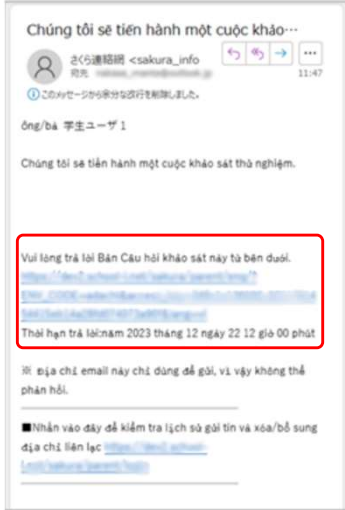 Chúng tôi sẽ tiến hành một cuộc khảo…
さくら連絡網 <sakura_info
宛先
11:47
このメッセージから余分な改行を削除しました。
ông/bà 学生ユーザ１
Chúng tôi sẽ tiến hành một cuộc khảo sát thử nghiệm.
Vui lòng trả lời Bản Câu hỏi khảo sát này từ bên dưới.
Thời hạn trả lời:năm 2023 tháng 12 ngày 22 12 giờ 00 phút
※ Địa chỉ email này chỉ dùng để gửi, vì vậy không thể
phản hồi.
■Nhấn vào đây để kiểm tra lịch sử gửi tin và xóa/bổ sung
địa chỉ liên lạc